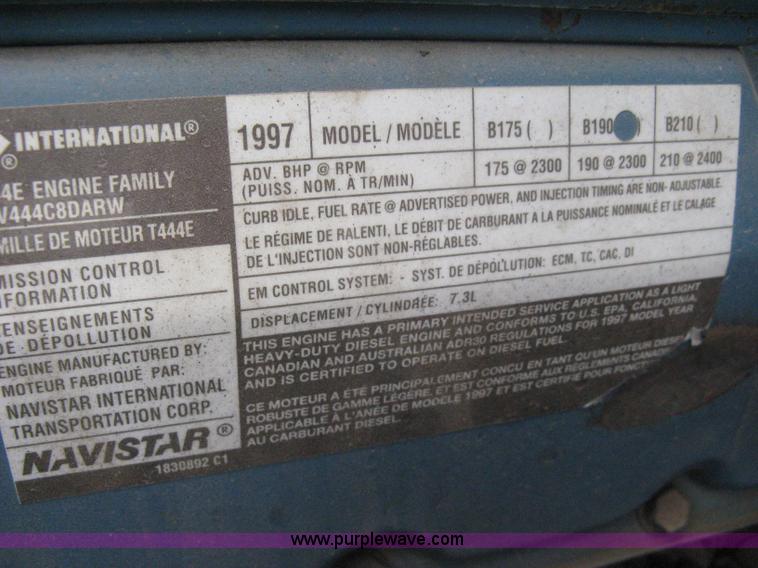 INTERNATIONAL®
®
4E ENGINE FAMILY
V444C8DARW
MILLE DE MOTEUR T444E
MISSION CONTROL
NFORMATION
ENSEIGNEMENTS
DE DÉPOLLUTION
ENGINE MANUFACTURED BY:
MOTEUR FABRIQUÉ PAR:
NAVISTAR INTERNATIONAL
TRANSPORTATION CORP.
NAVISTAR®
1830892 C1
1997 MODEL / MODÈLE B175 ( ) B190 ) B210 ( )
ADV. BHP @ RPM
(PUISS. NOM. À TR/MIN)
175 @ 2300 190 @ 2300 210 @ 2400
CURB IDLE, FUEL RATE @ ADVERTISED POWER, AND INJECTION TIMING ARE NON- ADJUSTABLE.
LE RÉGIME DE RALENTI, LE DÉBIT DE CARBURANT À LA PUISSANCE NOMINALÉ ET LE CALAGE
DE L'INJECTION SONT NON-RÉGLABLES.
EM CONTROL SYSTEM: - SYST. DE DÉPOLLUTION: ECM, TC, CAC, DI
DISPLACEMENT / CYLINDRÉE: 7.3L
THIS ENGINE HAS A PRIMARY INTENDED SERVICE APPLICATION AS A LIGHT
HEAVY-DUTY DIESEL ENGINE AND CONFORMS TO U.S. EPA, CALIFORNIA,
CANADIAN AND AUSTRALIAN ADR30 REGULATIONS FOR 1997 MODEL YEAR
AND IS CERTIFIED TO OPERATE ON DIESEL FUEL.
CE MOTEUR A ÉTÉ PRINCIPALEMENT CONÇU EN TANT QU'UN MOTEUR DIESEL
ROBUSTE DE GAMME LÉGÈRE, ET EST CONFORME AUX RÈGLEMENTS CANA
APPLICABLE À L'ANÉE DE MODÈLE 1997 ET EST CERTIFIÉ POUR FONCT
AU CARBURANT DIESEL.
www.purplewave.com